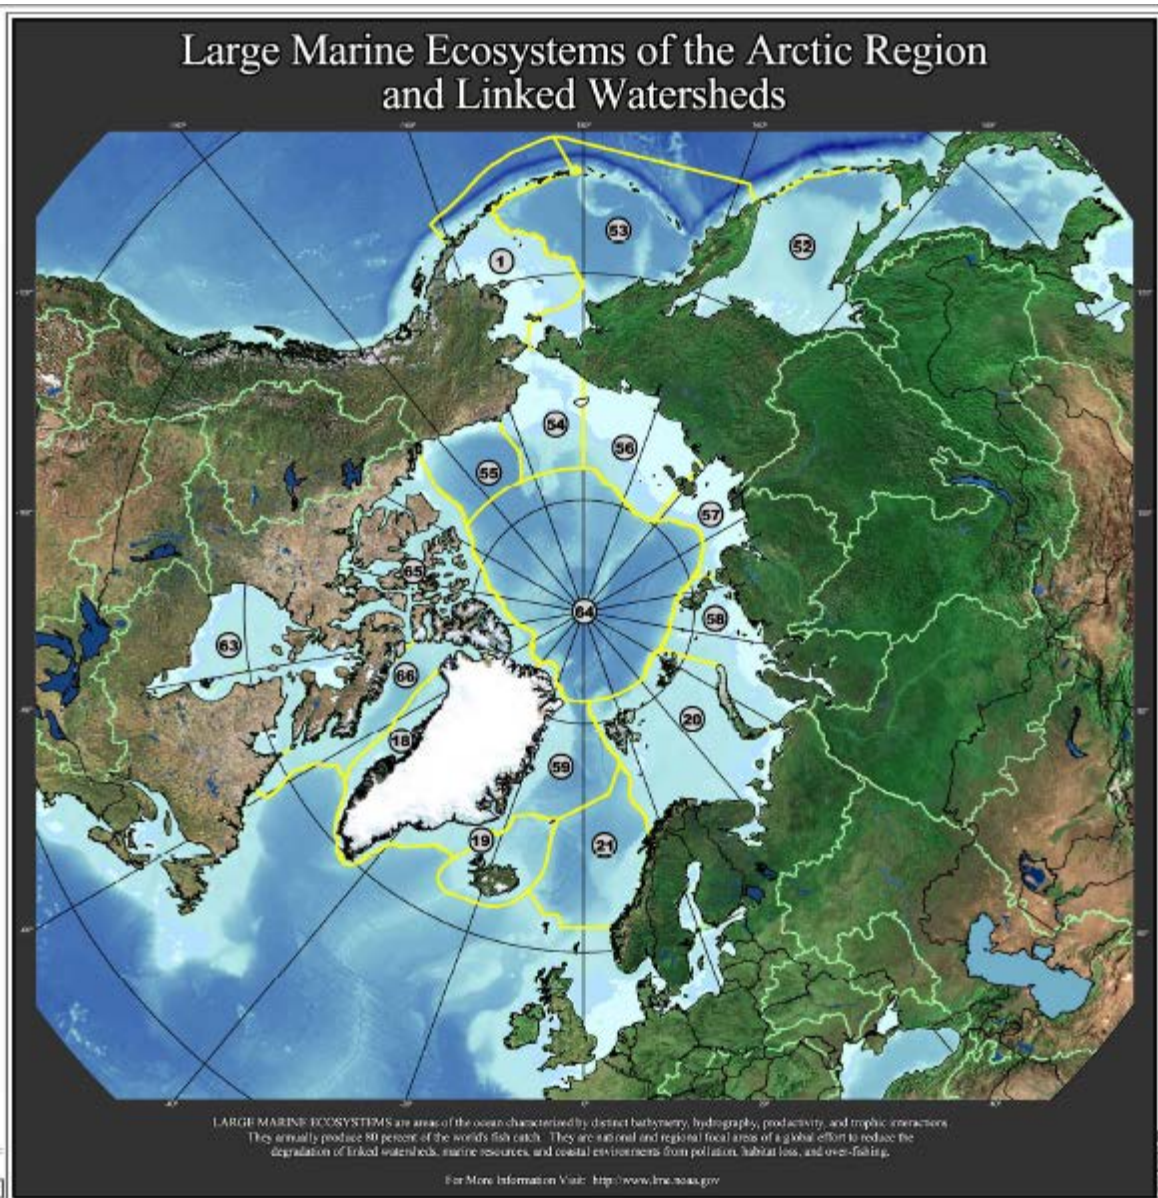 Large Marine Ecosystems of the Arctic Region
and Linked Watersheds
53
52
1
54
56
55
57
65
64
58
63
66
20
18
59
19
21
LARGE MARINE ECOSYSTEMS are areas of the ocean characterized by distinct bathymetry, hydrography, productivity, and trophic interactions.
They annually produce 80 percent of the world's fish catch. They are national and regional focal areas of a global effort to reduce the
degradation of linked watersheds, marine resources, and coastal environments from pollution, habitat loss, and over-fishing.
For More Information Visit: http://www.lme.noaa.gov